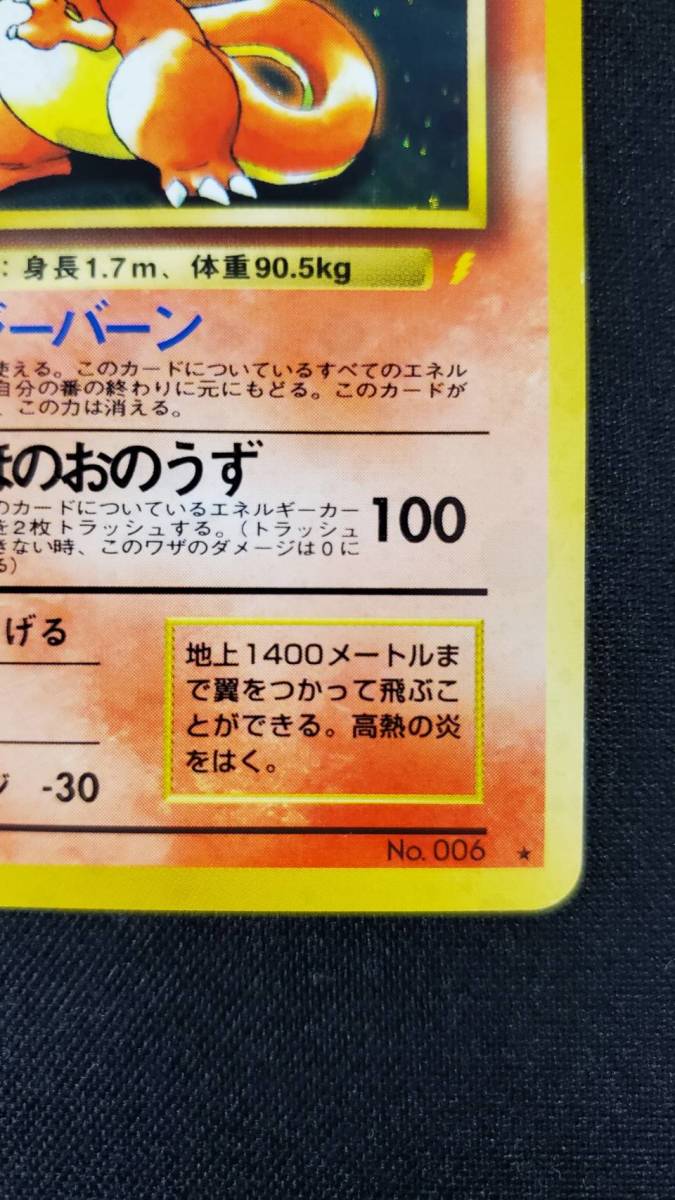 ：身長1.7m、体重90.5kg
ーバーン
使える。このカードについているすべてのエネル
自分の番の終わりに元にもどる。このカードが
、この力は消える。
ほのおのうず
のカードについているエネルギーカー
を2枚トラッシュする。（トラッシュ
きない時、このワザのダメージは0に
る）
100
げる
-30
地上1400メートルま
で翼をつかって飛ぶこ
とができる。高熱の炎
をはく。
No. 006 ★